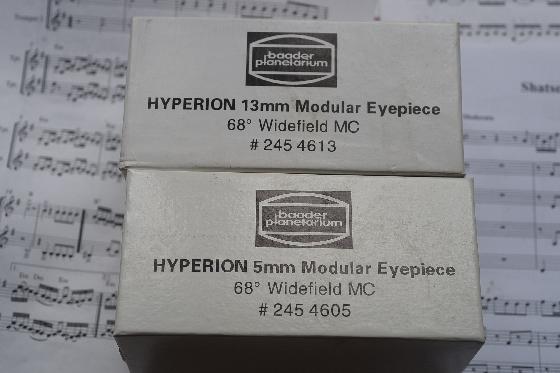 baader
planetarium
HYPERION 13mm Modular Eyepiece
68° Widefield MC
# 245 4613
baader
planetarium
HYPERION 5mm Modular Eyepiece
68° Widefield MC
# 245 4605